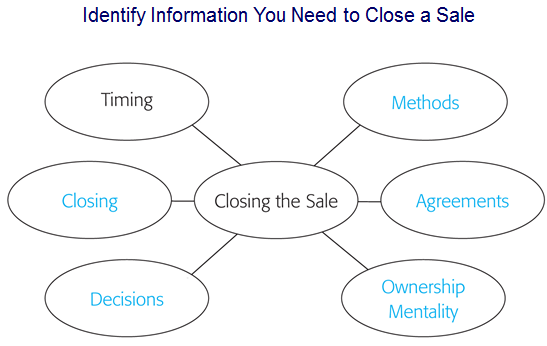 Identify Information You Need to Close a Sale
Timing
Methods
Closing
Closing the Sale
Agreements
Decisions
Ownership
Mentality